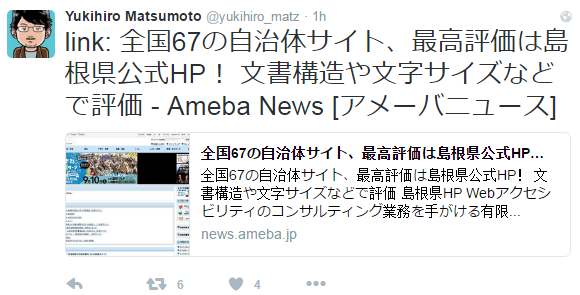 Yukihiro Matsumoto @yukihiro_matz · 1h
link: 全国67の自治体サイト、最高評価は島
根県公式HP！ 文書構造や文字サイズなど
で評価 - Ameba News [アメーバニュース]
全国67の自治体サイト、最高評価は島根県公式HP...
全国67の自治体サイト、最高評価は島根県公式HP！ 文
書構造や文字サイズなどで評価 島根県HP Webアクセシ
ビリティのコンサルティング業務を手がける有限...
news.ameba.jp
6 4